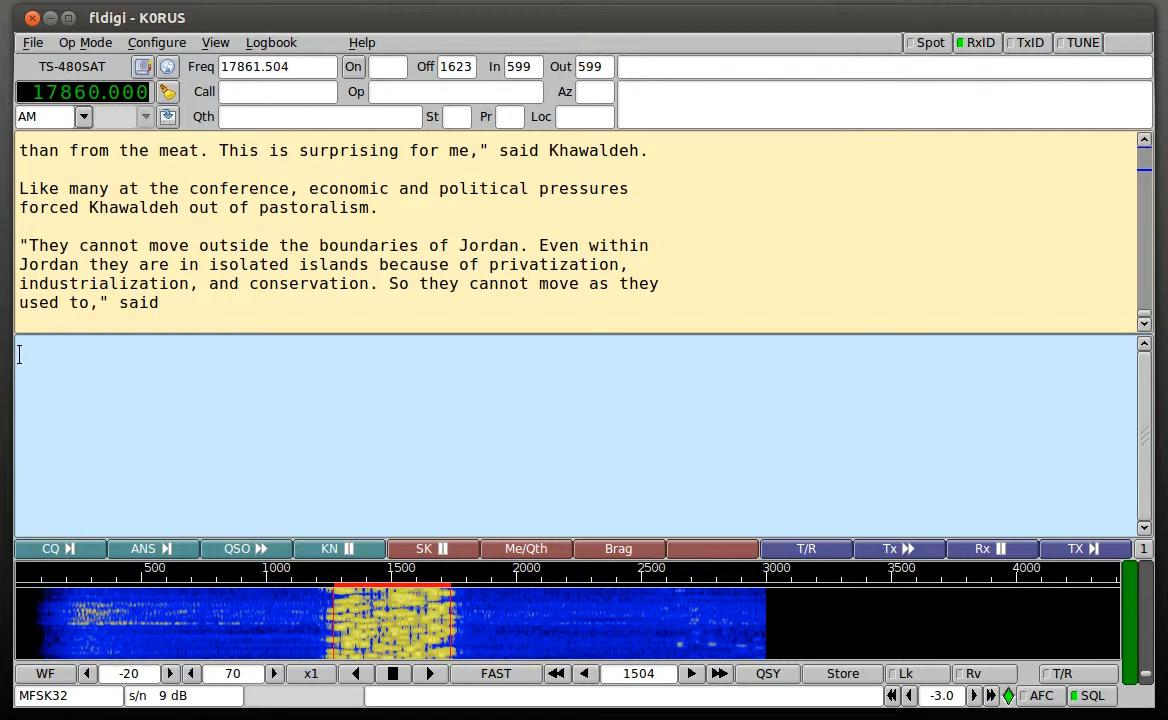 fldigi - K0RUS
File Op Mode Configure View Logbook Help Spot RxID TxID TUNE
TS-480SAT Freq 17861.504 On Off 1623 In 599 Out 599
17860.000 Call Op Az
AM Qth St Pr Loc
than from the meat. This is surprising for me," said Khawaldeh.
Like many at the conference, economic and political pressures
forced Khawaldeh out of pastoralism.
"They cannot move outside the boundaries of Jordan. Even within
Jordan they are in isolated islands because of privatization,
industrialization, and conservation. So they cannot move as they
used to," said
CQ ANS QSO KN SK Me/Qth Brag T/R Tx Rx TX 1
500 1000 1500 2000 2500 3000 3500 4000
WF -20 70 x1 FAST 1504 QSY Store Lk Rv T/R
MFSK32 s/n 9 dB -3.0 AFC SQL